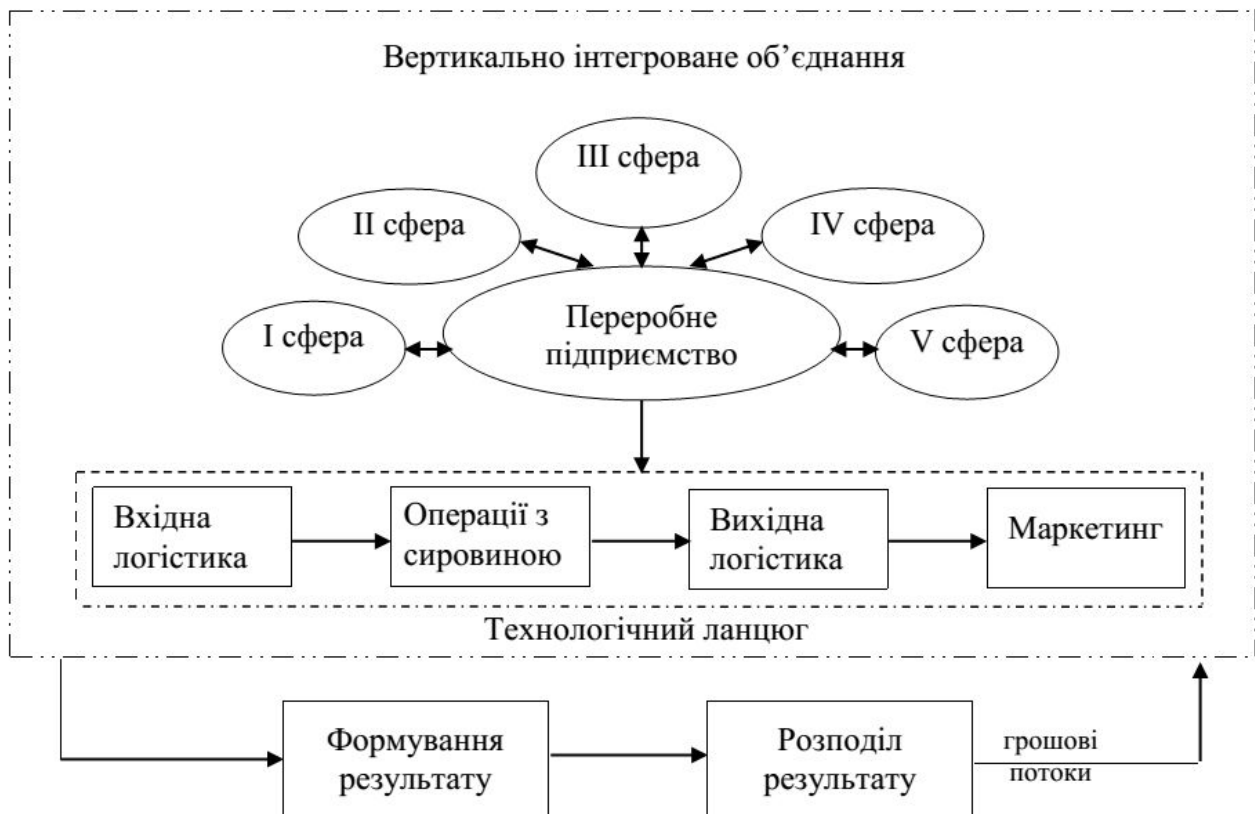 Вертикально інтегроване об’єднання
III сфера
II сфера
IV сфера
I сфера
Переробне
підприємство
V сфера
Вхідна
логістика
Операції з
сировиною
Вихідна
логістика
Маркетинг
Технологічний ланцюг
Формування
результату
Розподіл
результату
грошові
потоки